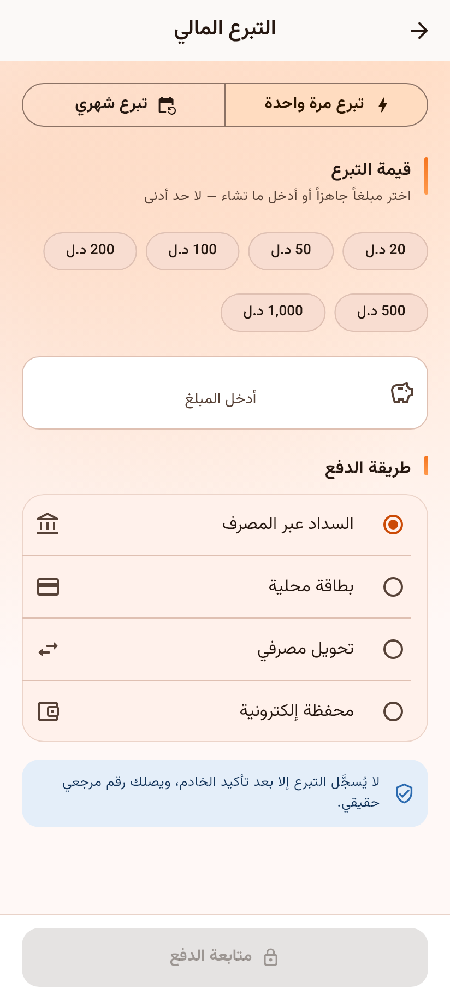 التبرع المالي
تبرع مرة واحدة
تبرع شهري
قيمة التبرع
اختر مبلغاً جاهزاً أو أدخل ما تشاء – لا حد أدنى
20 د.ل
50 د.ل
100 د.ل
200 د.ل
500 د.ل
1,000 د.ل
أدخل المبلغ
طريقة الدفع
السداد عبر المصرف
بطاقة محلية
تحويل مصرفي
محفظة إلكترونية
لا يُسجَّل التبرع إلا بعد تأكيد الخادم، ويصلك رقم مرجعي
حقيقي.
متابعة الدفع